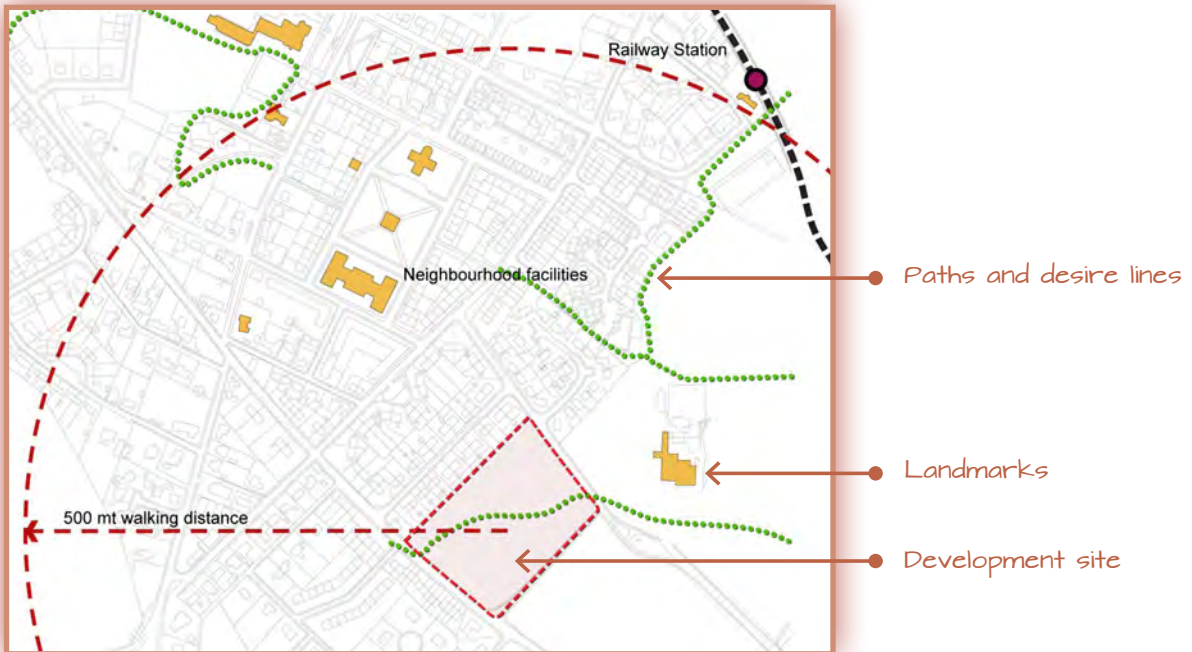 Railway Station
Neighbourhood facilities
Paths and desire lines
Landmarks
500 mt walking distance
Development site